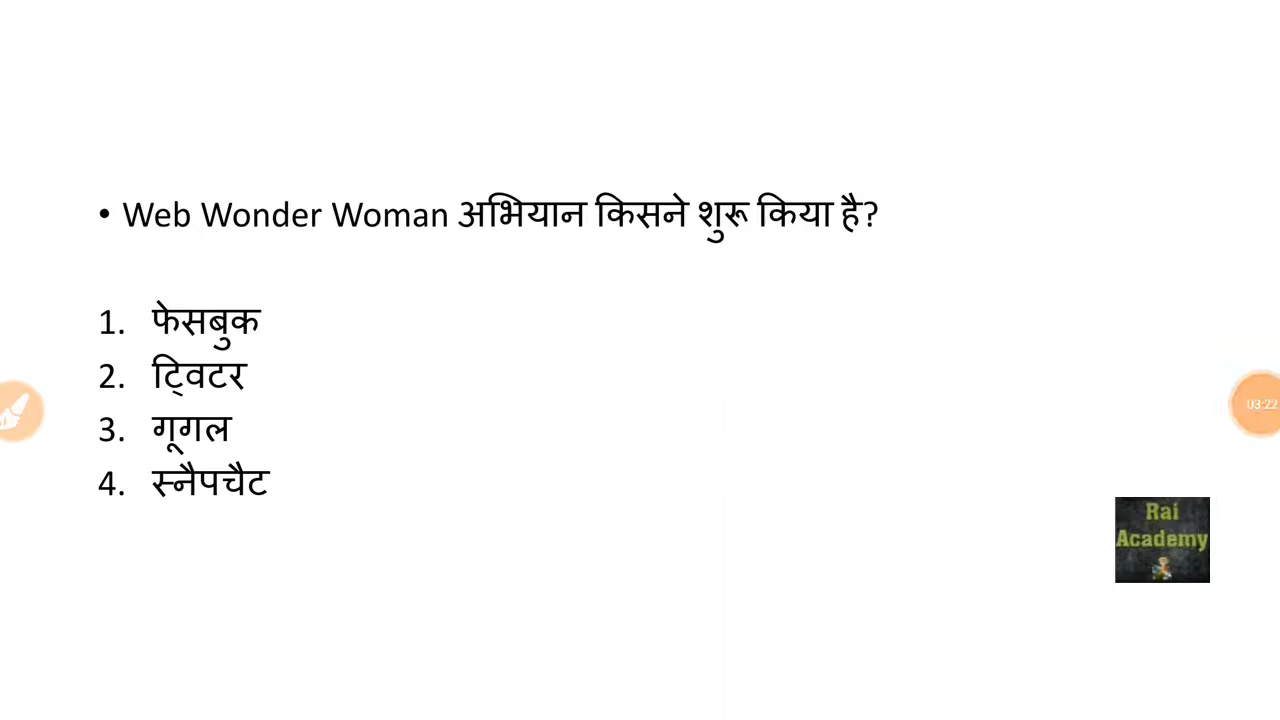 • Web Wonder Woman अभियान किसने शुरू किया है?
1. फेसबुक
2. ट्विटर
3. गूगल
4. स्नैपचैट
03:22
Rai
Academy